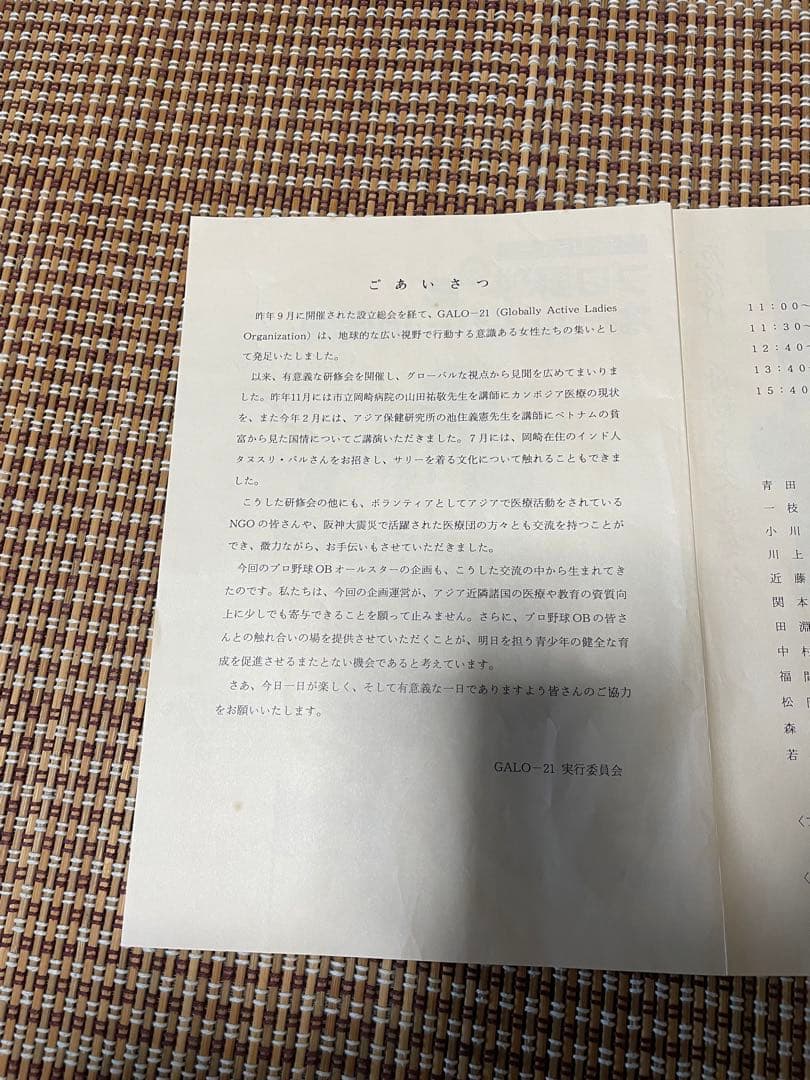 ごあいさつ
昨年9月に開催された設立総会を経て、GALO－21（Globally Active Ladies
Organization）は、地球的な広い視野で行動する意識ある女性たちの集いとし
て発足いたしました。
以来、有意義な研修会を開催し、グローバルな視点から見聞を広めてまいりま
した。昨年11月には市立岡崎病院の山田祐敬先生を講師にカンボジア医療の現状
を、また今年2月には、アジア保健研究所の池住義憲先生を講師にベトナムの貧
富から見た国情についてご講演いただきました。7月には、岡崎在住のインド人
タヌスリ・パルさんをお招きし、サリーを着る文化について触れることもできま
した。
こうした研修会の他にも、ボランティアとしてアジアで医療活動をされている
NGOの皆さんや、阪神大震災で活躍された医療団の方々とも交流を持つことが
でき、微力ながら、お手伝いもさせていただきました。
今回のプロ野球OBオールスターの企画も、こうした交流の中から生まれてき
たのです。私たちは、今回の企画運営が、アジア近隣諸国の医療や教育の資質向
上に少しでも寄与できることを願って止みません。さらに、プロ野球OBの皆さ
んとの触れ合いの場を提供させていただくことが、明日を担う青少年の健全な育
成を促進させるまたとない機会であると考えています。
さあ、今日一日が楽しく、そして有意義な一日でありますよう皆さんのご協力
をお願いいたします。
GALO－21 実行委員会
11：00～
11：30～
12：40～
13：40～
15：40～
青田
一枝
小川
川上
近藤
関本
田淵
中村
福間
松
森
若